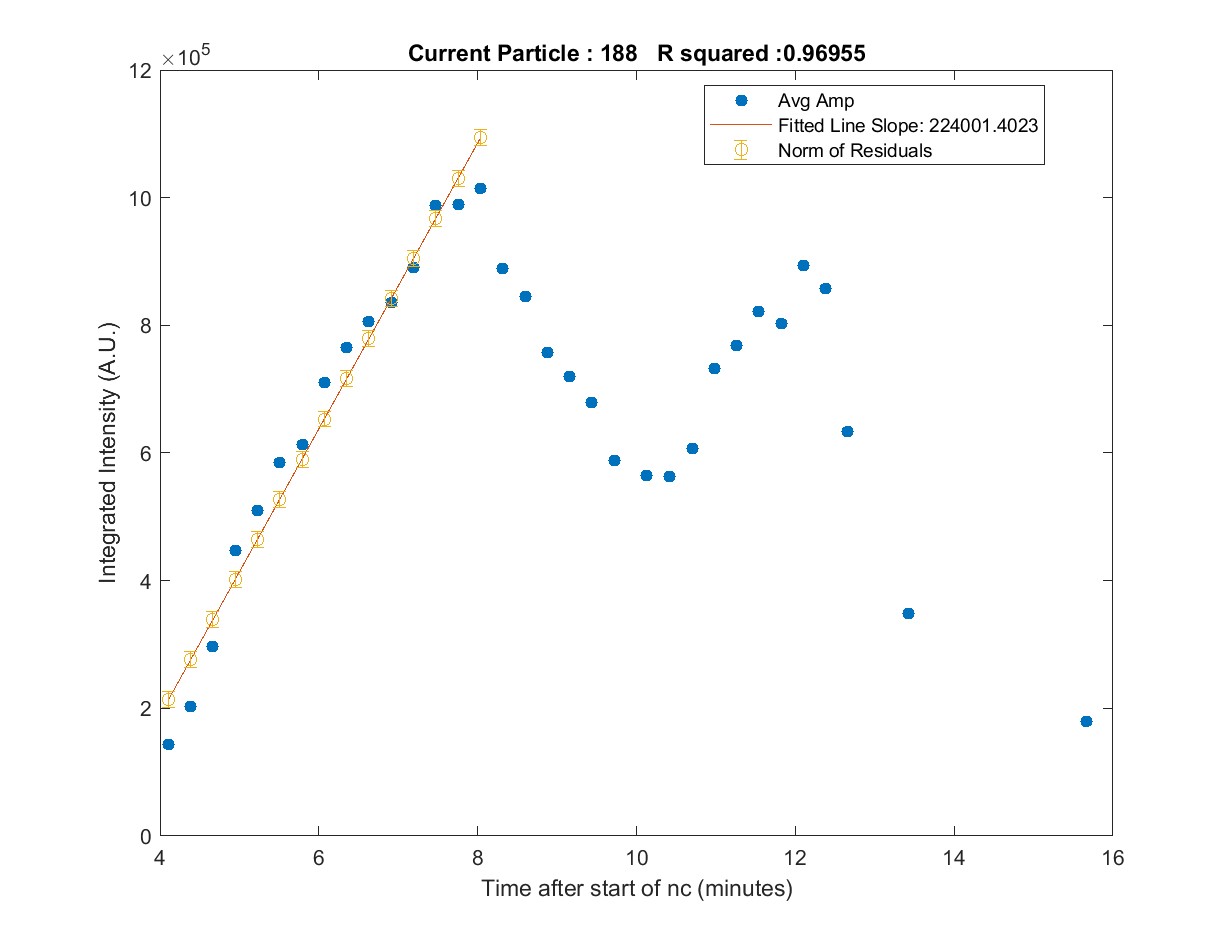 Current Particle : 188   R squared :0.96955
×10^5
Avg Amp
Fitted Line Slope: 224001.4023
Norm of Residuals
12
10
8
6
4
2
0
Integrated Intensity (A.U.)
4 6 8 10 12 14 16
Time after start of nc (minutes)